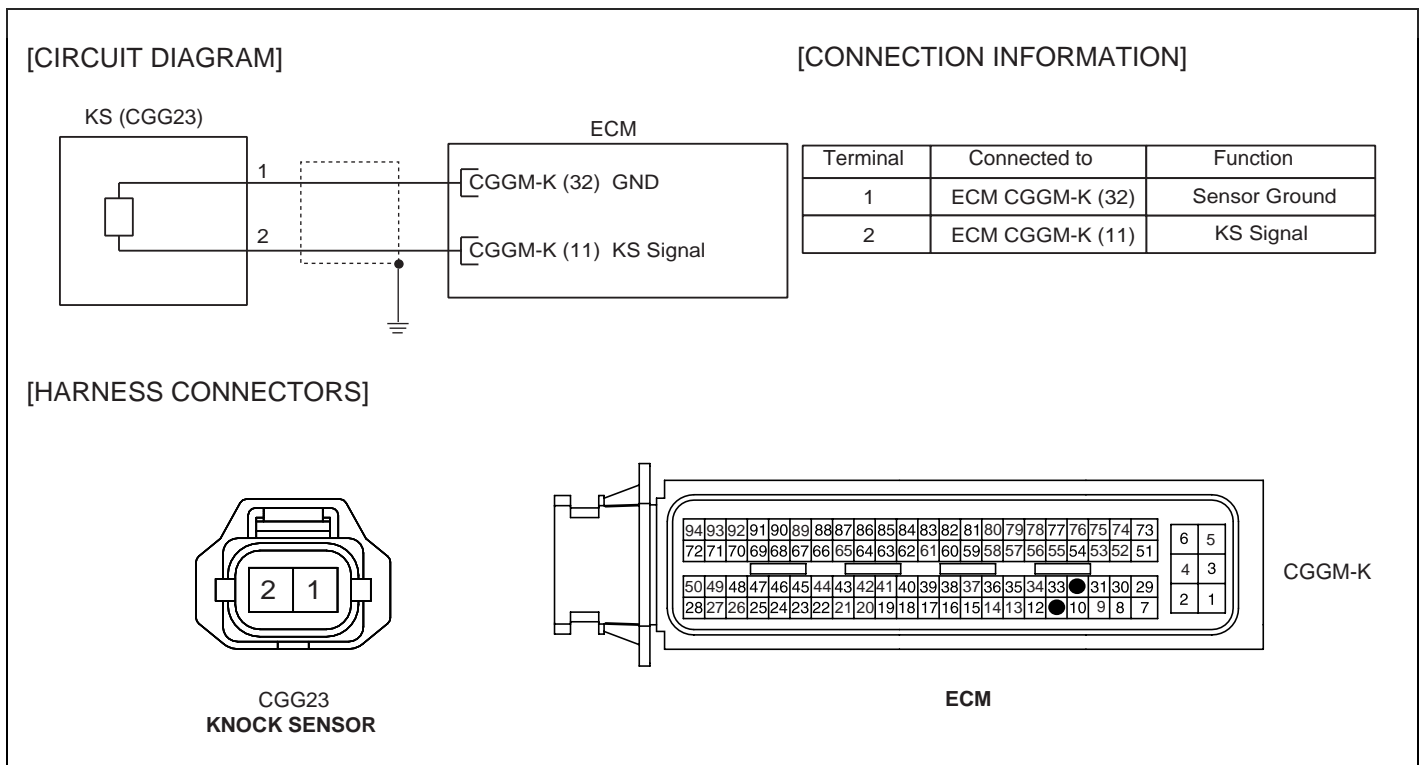 [CIRCUIT DIAGRAM]
[CONNECTION INFORMATION]
KS (CGG23)
ECM
1
CGGM-K (32) GND
2
CGGM-K (11) KS Signal
Terminal Connected to Function
1 ECM CGGM-K (32) Sensor Ground
2 ECM CGGM-K (11) KS Signal
[HARNESS CONNECTORS]
2 1
CGG23
KNOCK SENSOR
94 93 92 91 90 89 88 87 86 85 84 83 82 81 80 79 78 77 76 75 74 73
72 71 70 69 68 67 66 65 64 63 62 61 60 59 58 57 56 55 54 53 52 51
50 49 48 47 46 45 44 43 42 41 40 39 38 37 36 35 34 33 31 30 29
28 27 26 25 24 23 22 21 20 19 18 17 16 15 14 13 12 10 9 8 7
6 5
4 3
2 1
CGGM-K
ECM